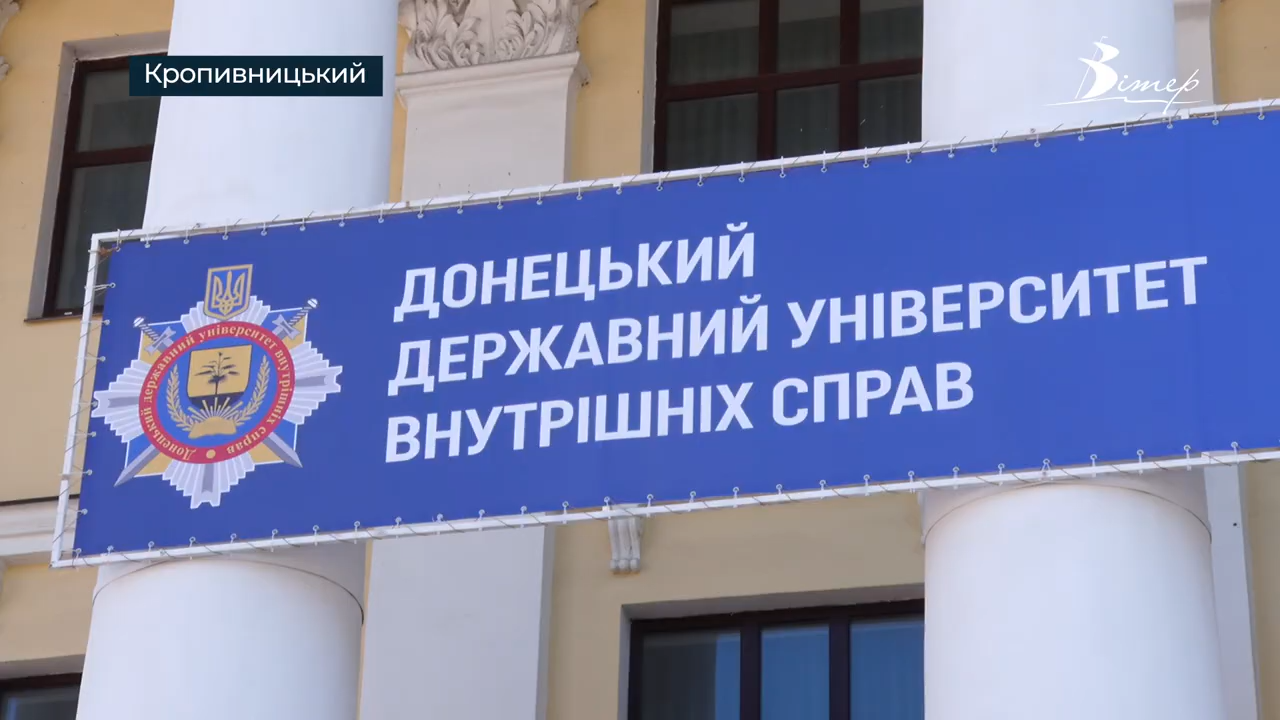 Кропивницький
Вітер
ДОНЕЦЬКИЙ
ДЕРЖАВНИЙ УНІВЕРСИТЕТ
ВНУТРІШНІХ СПРАВ
Донецький державний університет внутрішніх справ